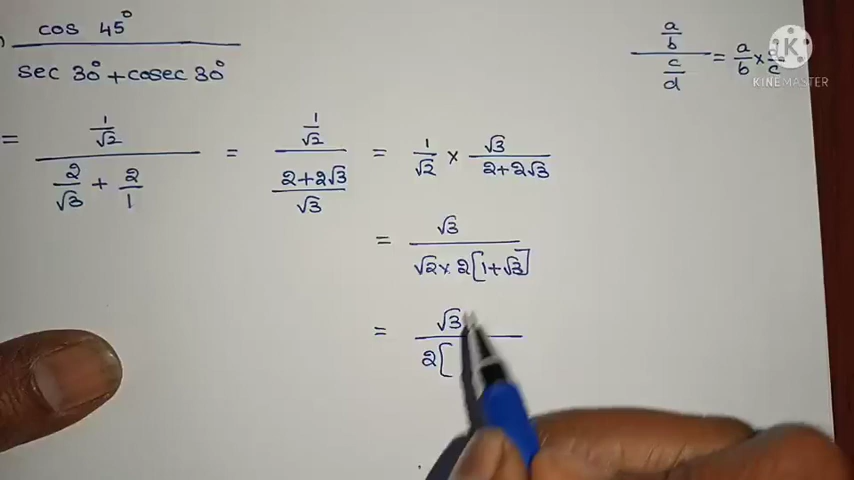 cos 45°
sec 30° + cosec 30°
a/b / c/d = a/b ×
KINEMASTER
= 1/√2 / 2/√3 + 2/1 = 1/√2 / 2+2√3/√3 = 1/√2 × √3 / 2+2√3
= √3 / √2 × 2[1+√3]
= √3 / 2[